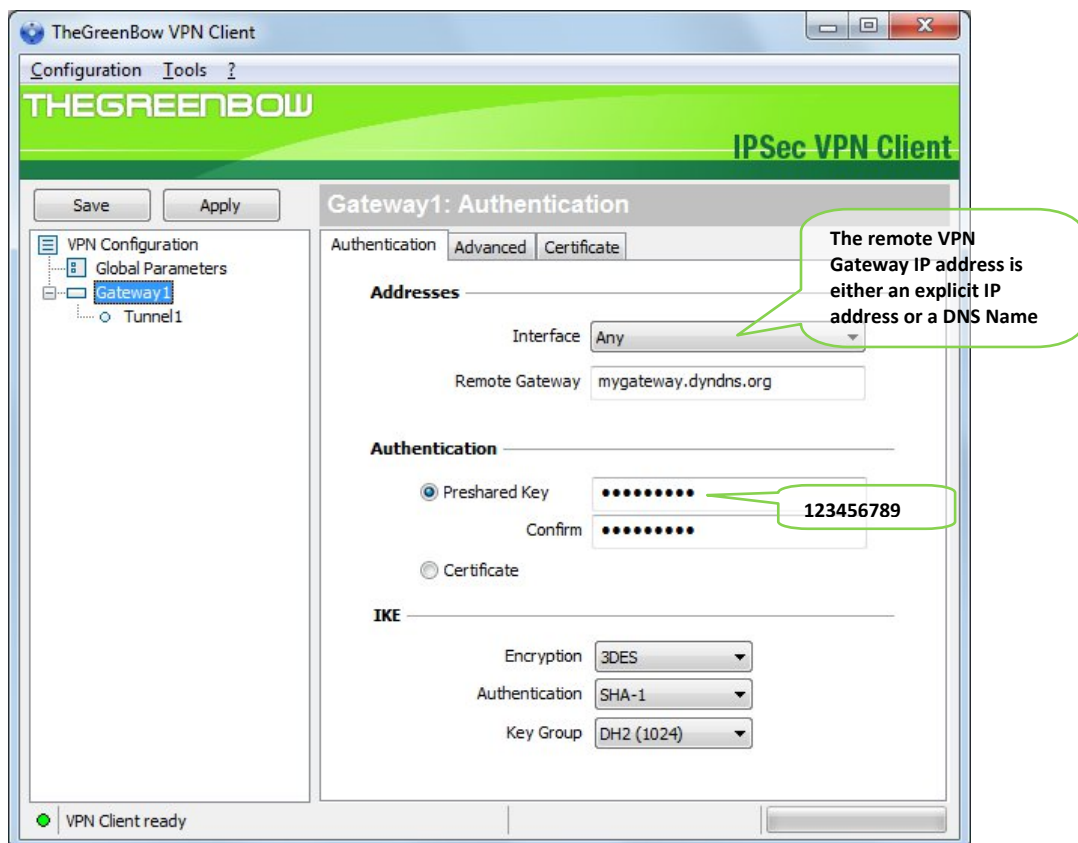 TheGreenBow VPN Client
Configuration Tools ?
THEGREENBOW
IPSec VPN Client
Save Apply
Gateway1: Authentication
VPN Configuration
Global Parameters
Gateway1
Tunnel1
Authentication Advanced Certificate
The remote VPN
Gateway IP address is
either an explicit IP
address or a DNS Name
Addresses
Interface Any
Remote Gateway mygateway.dyndns.org
Authentication
Preshared Key •••••••••
123456789
Confirm •••••••••
Certificate
IKE
Encryption 3DES
Authentication SHA-1
Key Group DH2 (1024)
VPN Client ready